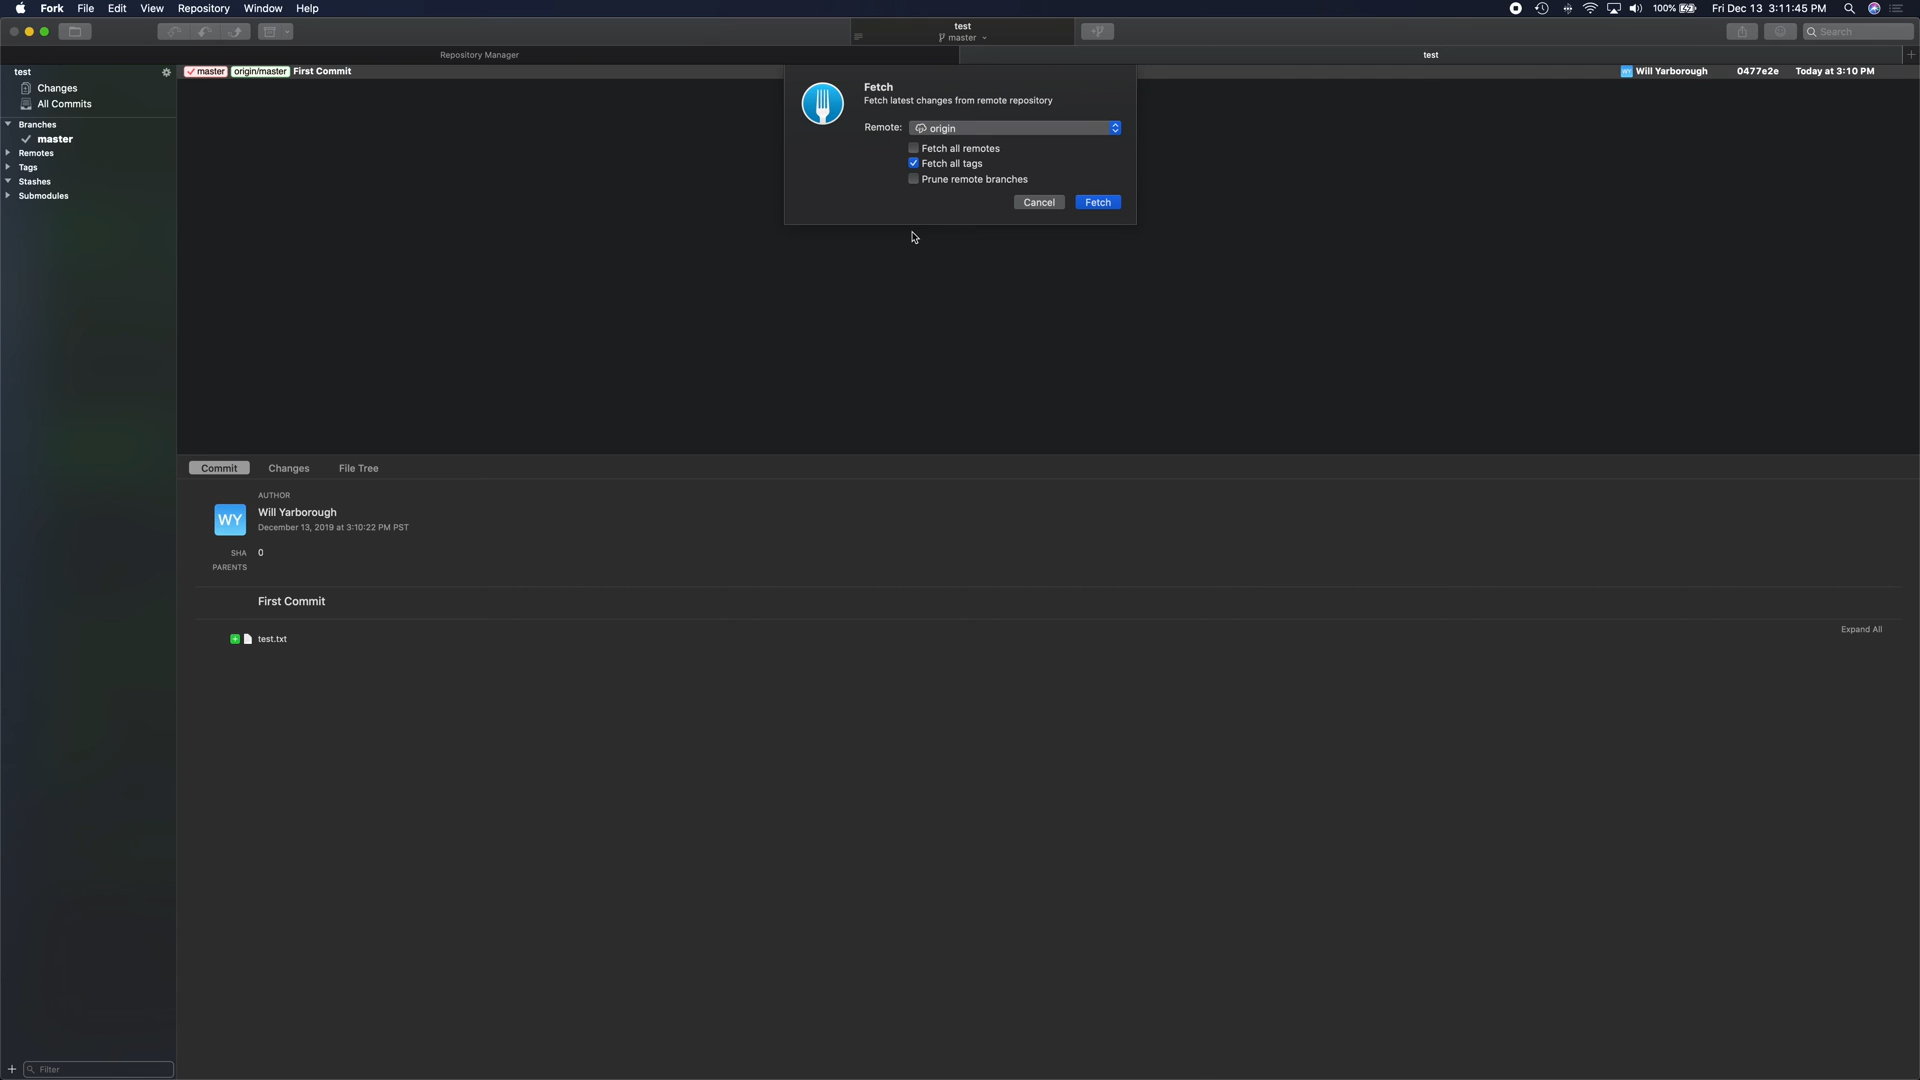 Fork File Edit View Repository Window Help
100% Fri Dec 13 3:11:45 PM
test
master
Search
Repository Manager
test
test
master origin/master First Commit
WY Will Yarborough 0477e2e Today at 3:10 PM
Changes
All Commits
Branches
master
Remotes
Tags
Stashes
Submodules
Fetch
Fetch latest changes from remote repository
Remote: origin
Fetch all remotes
Fetch all tags
Prune remote branches
Cancel Fetch
Commit Changes File Tree
AUTHOR
WY
Will Yarborough
December 13, 2019 at 3:10:22 PM PST
SHA 0
PARENTS
First Commit
Expand All
test.txt
Filter